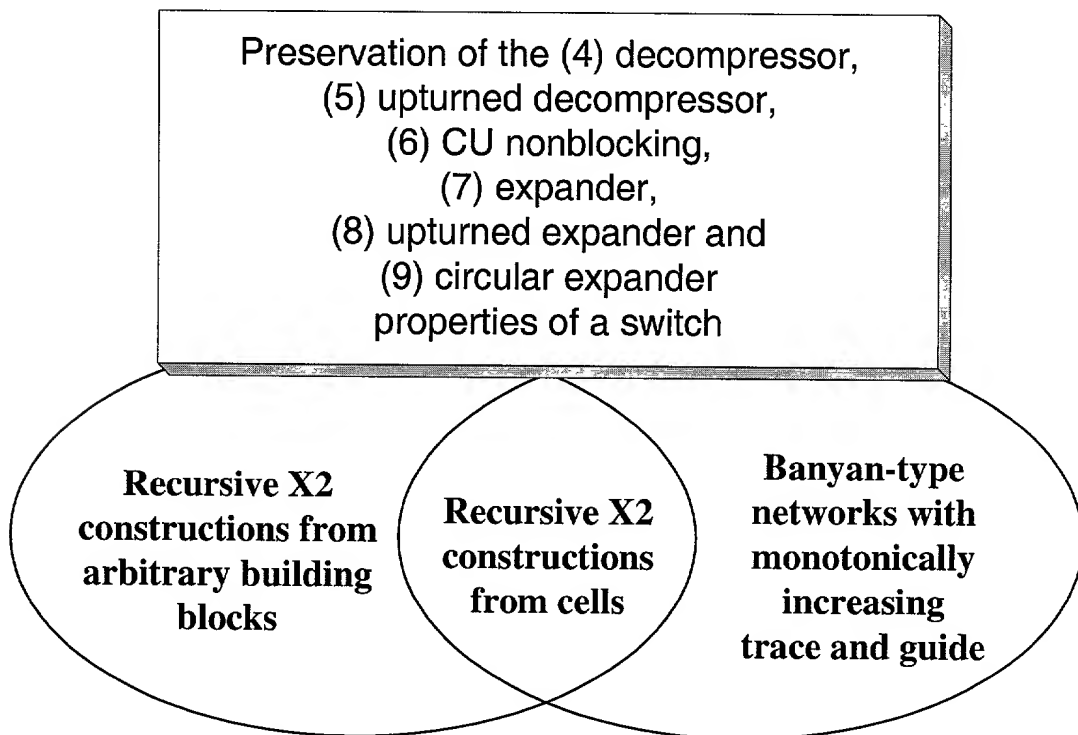 Preservation of the (4) decompressor,
(5) upturned decompressor,
(6) CU nonblocking,
(7) expander,
(8) upturned expander and
(9) circular expander
properties of a switch
Recursive X2
constructions from
arbitrary building
blocks
Recursive X2
constructions
from cells
Banyan-type
networks with
monotonically
increasing
trace and guide